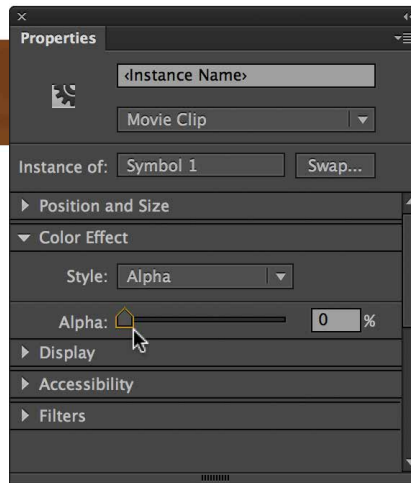 Properties
‹Instance Name›
Movie Clip
Instance of: Symbol 1 Swap...
Position and Size
Color Effect
Style: Alpha
Alpha: 0 %
Display
Accessibility
Filters